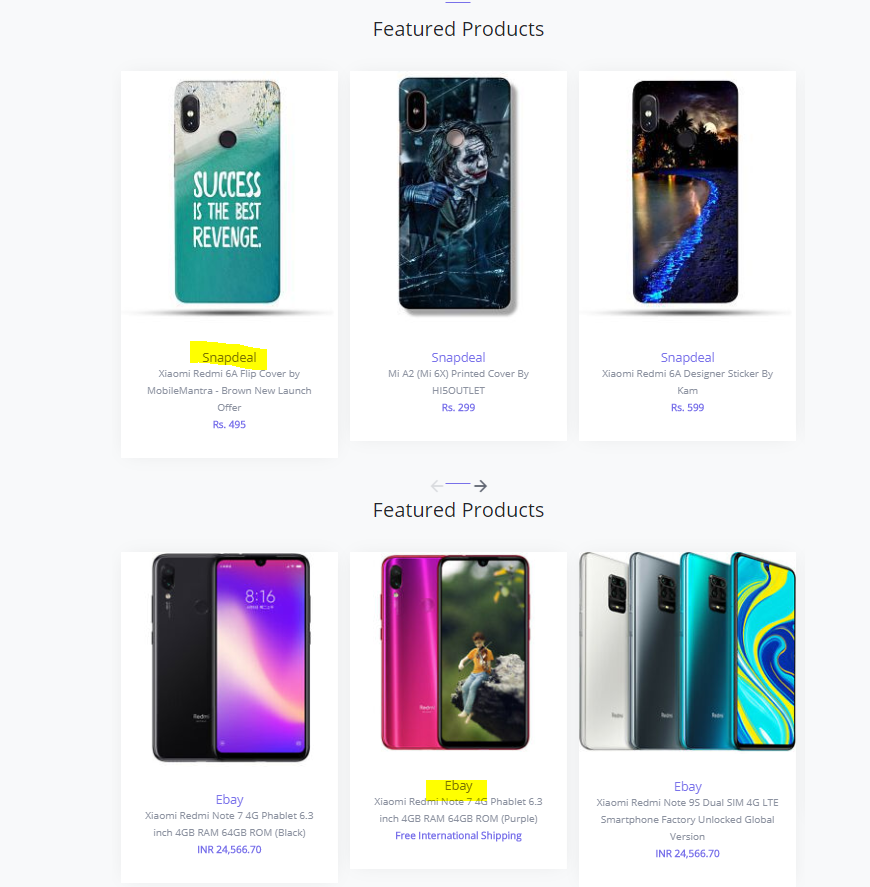 Featured Products
SUCCESS
IS THE BEST
REVENGE.
Snapdeal
Xiaomi Redmi 6A Flip Cover by
MobileMantra - Brown New Launch
Offer
Rs. 495
Snapdeal
Mi A2 (Mi 6X) Printed Cover By
HI5OUTLET
Rs. 299
Snapdeal
Xiaomi Redmi 6A Designer Sticker By
Kam
Rs. 599
Featured Products
8:16
Redmi
Ebay
Xiaomi Redmi Note 7 4G Phablet 6.3
inch 4GB RAM 64GB ROM (Black)
INR 24,566.70
Redmi
Ebay
Xiaomi Redmi Note 7 4G Phablet 6.3
inch 4GB RAM 64GB ROM (Purple)
Free International Shipping
Redmi
Redmi
Redmi
Ebay
Xiaomi Redmi Note 9S Dual SIM 4G LTE
Smartphone Factory Unlocked Global
Version
INR 24,566.70